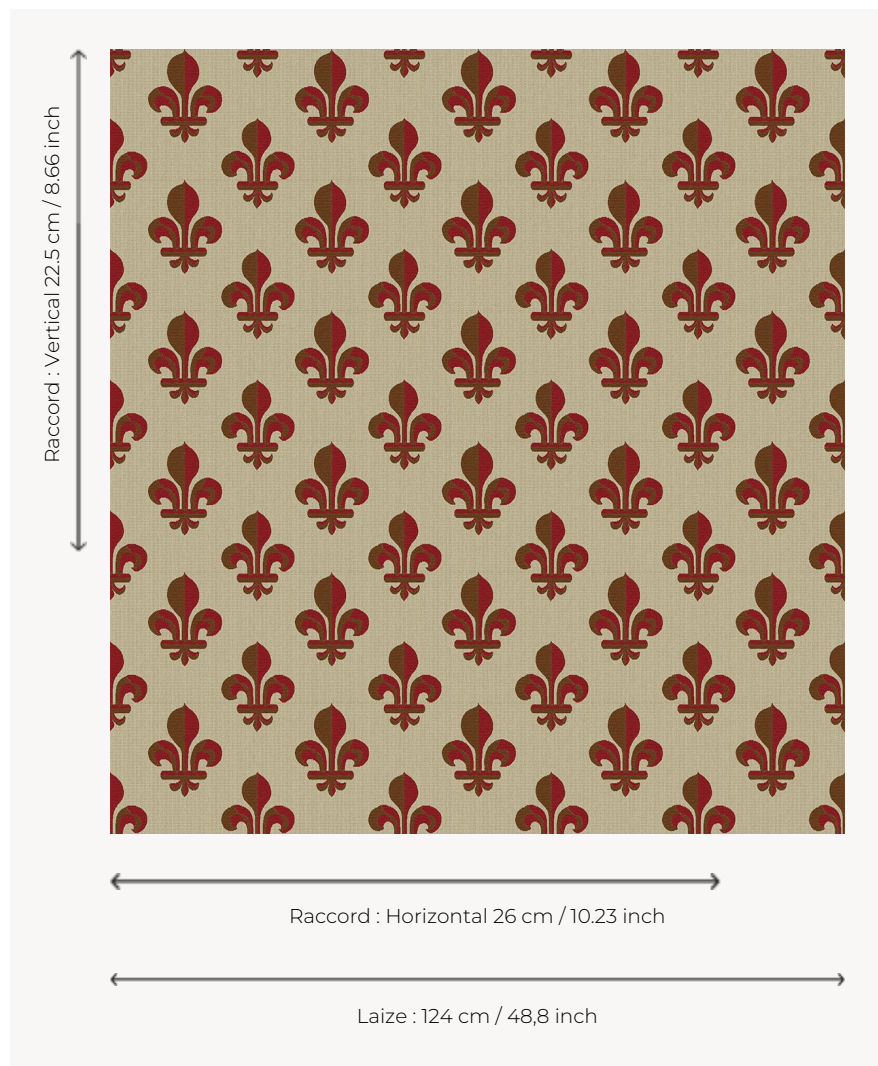 Raccord : Vertical 22.5 cm / 8.66 inch
Raccord : Horizontal 26 cm / 10.23 inch
Laize : 124 cm / 48,8 inch